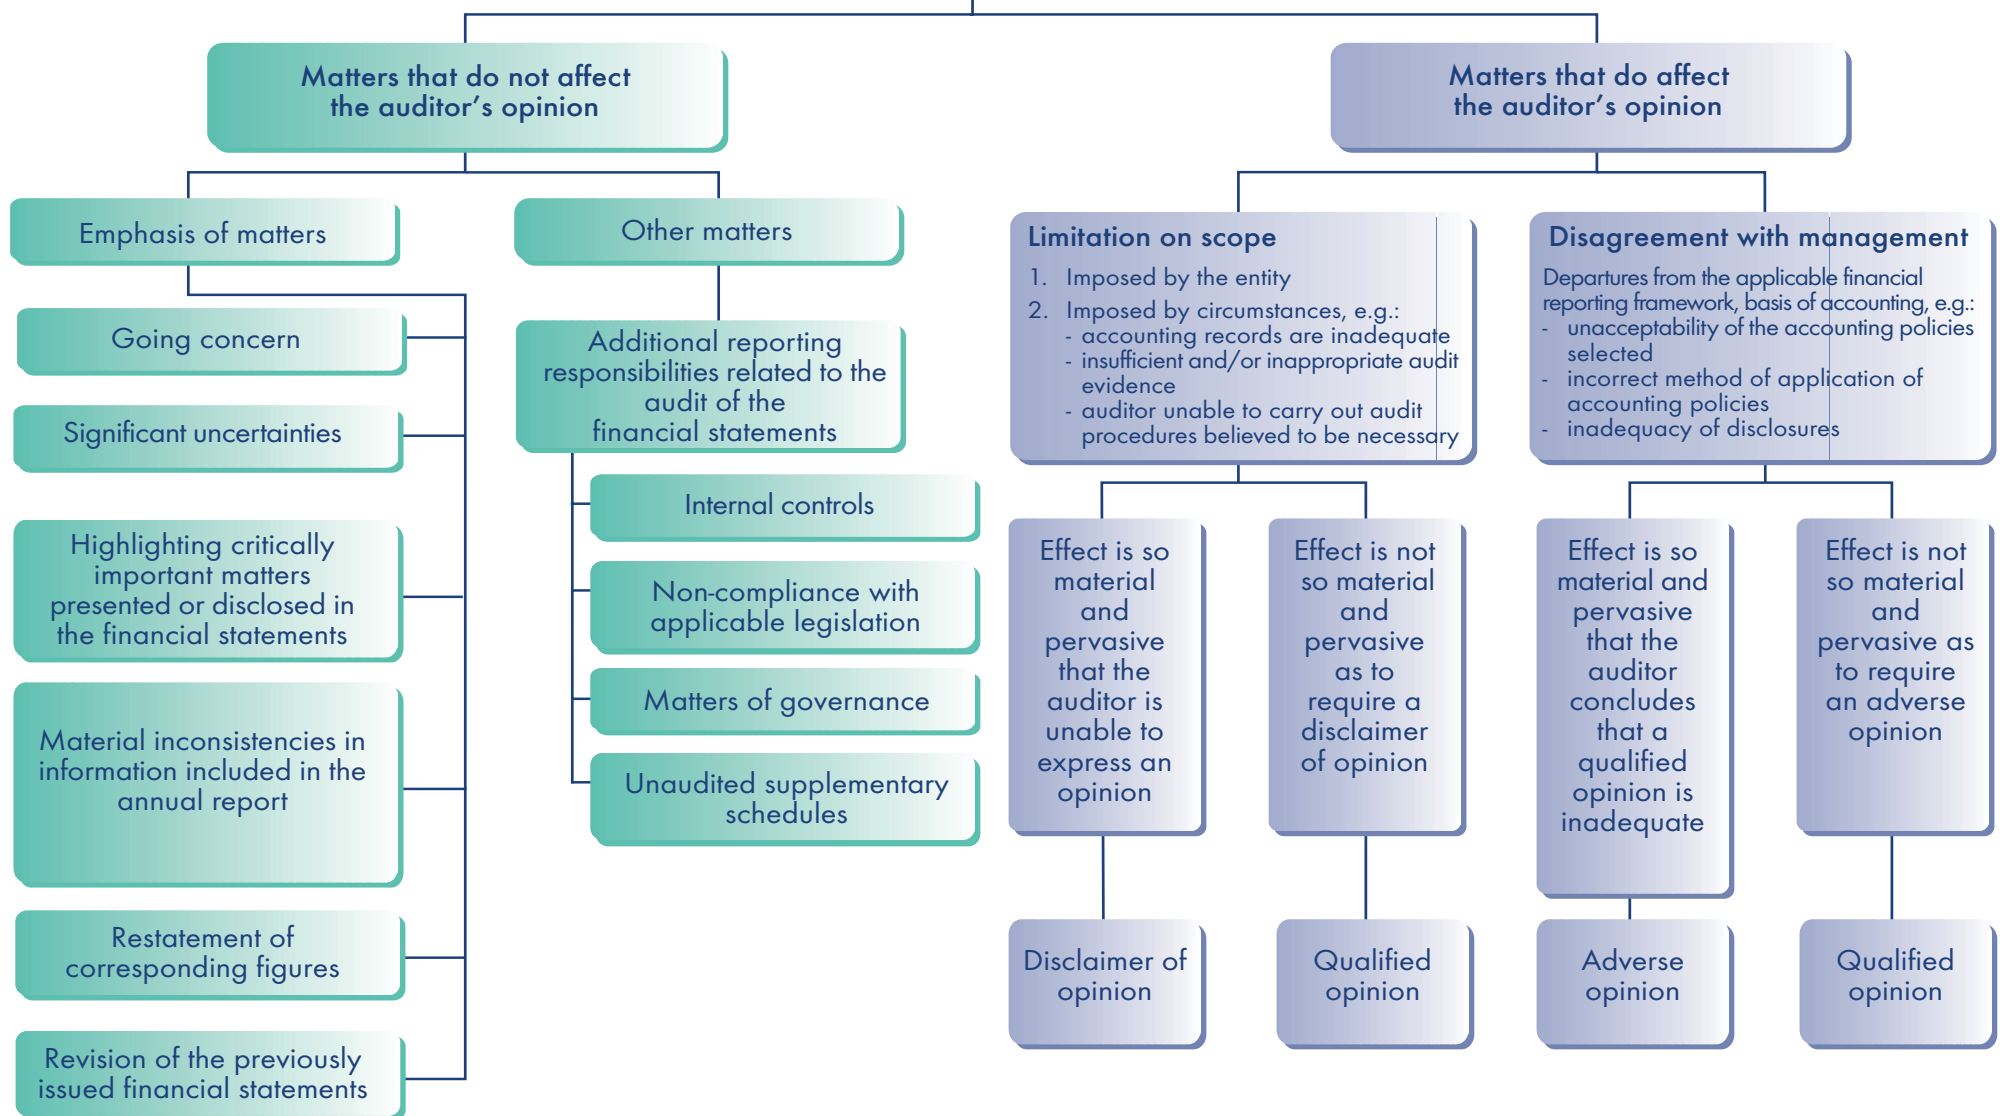 Matters that do not affect
the auditor's opinion
Matters that do affect
the auditor's opinion
Emphasis of matters
Going concern
Significant uncertainties
Highlighting critically
important matters
presented or disclosed in
the financial statements
Material inconsistencies in
information included in the
annual report
Restatement of
corresponding figures
Revision of the previously
issued financial statements
Other matters
Additional reporting
responsibilities related to the
audit of the
financial statements
Internal controls
Non-compliance with
applicable legislation
Matters of governance
Unaudited supplementary
schedules
Limitation on scope
1. Imposed by the entity
2. Imposed by circumstances, e.g.:
- accounting records are inadequate
- insufficient and/or inappropriate audit
evidence
- auditor unable to carry out audit
procedures believed to be necessary
Effect is so
material
and
pervasive
that the
auditor is
unable to
express an
opinion
Disclaimer of
opinion
Effect is not
so material
and
pervasive
as to
require a
disclaimer
of opinion
Qualified
opinion
Disagreement with management
Departures from the applicable financial
reporting framework, basis of accounting, e.g.:
- unacceptability of the accounting policies
selected
- incorrect method of application of
accounting policies
- inadequacy of disclosures
Effect is so
material and
pervasive
that the
auditor
concludes
that a
qualified
opinion is
inadequate
Adverse
opinion
Effect is not
so material
and
pervasive as
to require
an adverse
opinion
Qualified
opinion